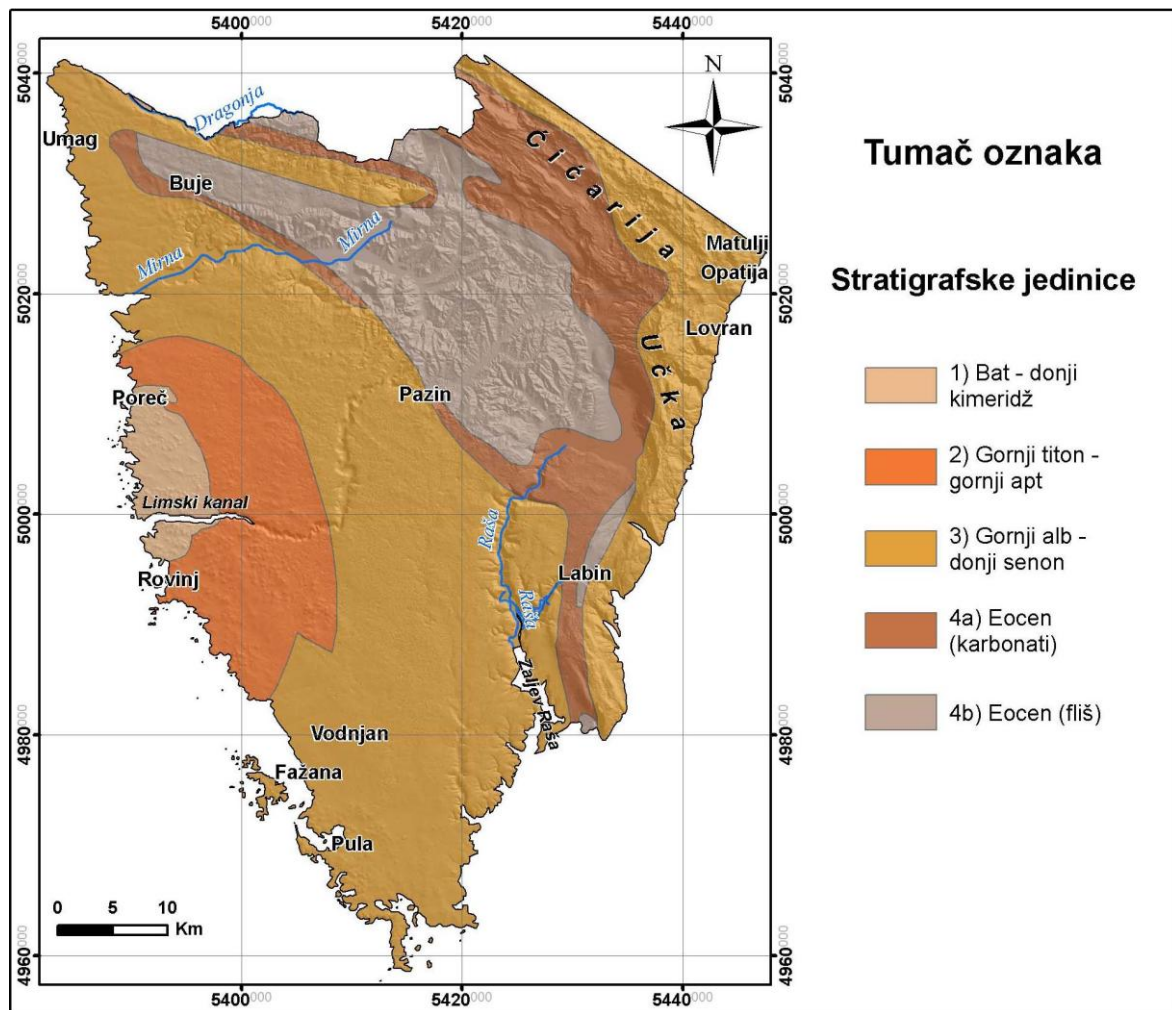 5400000 5420000 5440000
5040000
5040000
N
Dragonja
Umag
Ćićarija
Buje
Mirna
Mirna
Matulji
Opatija
5020000
5020000
Lovran
Učka
Pazin
Poreč
Limski kanal
5000000
5000000
Raša
Labin
Rovinj
Raša
Zaljev Raša
4980000
4980000
Vodnjan
Fažana
Pula
0 5 10
Km
4960000
4960000
5400000 5420000 5440000
Tumač oznaka
Stratigrafske jedinice
1) Bat - donji
kimeridž
2) Gornji titon -
gornji apt
3) Gornji alb -
donji senon
4a) Eocen
(karbonati)
4b) Eocen (fliš)